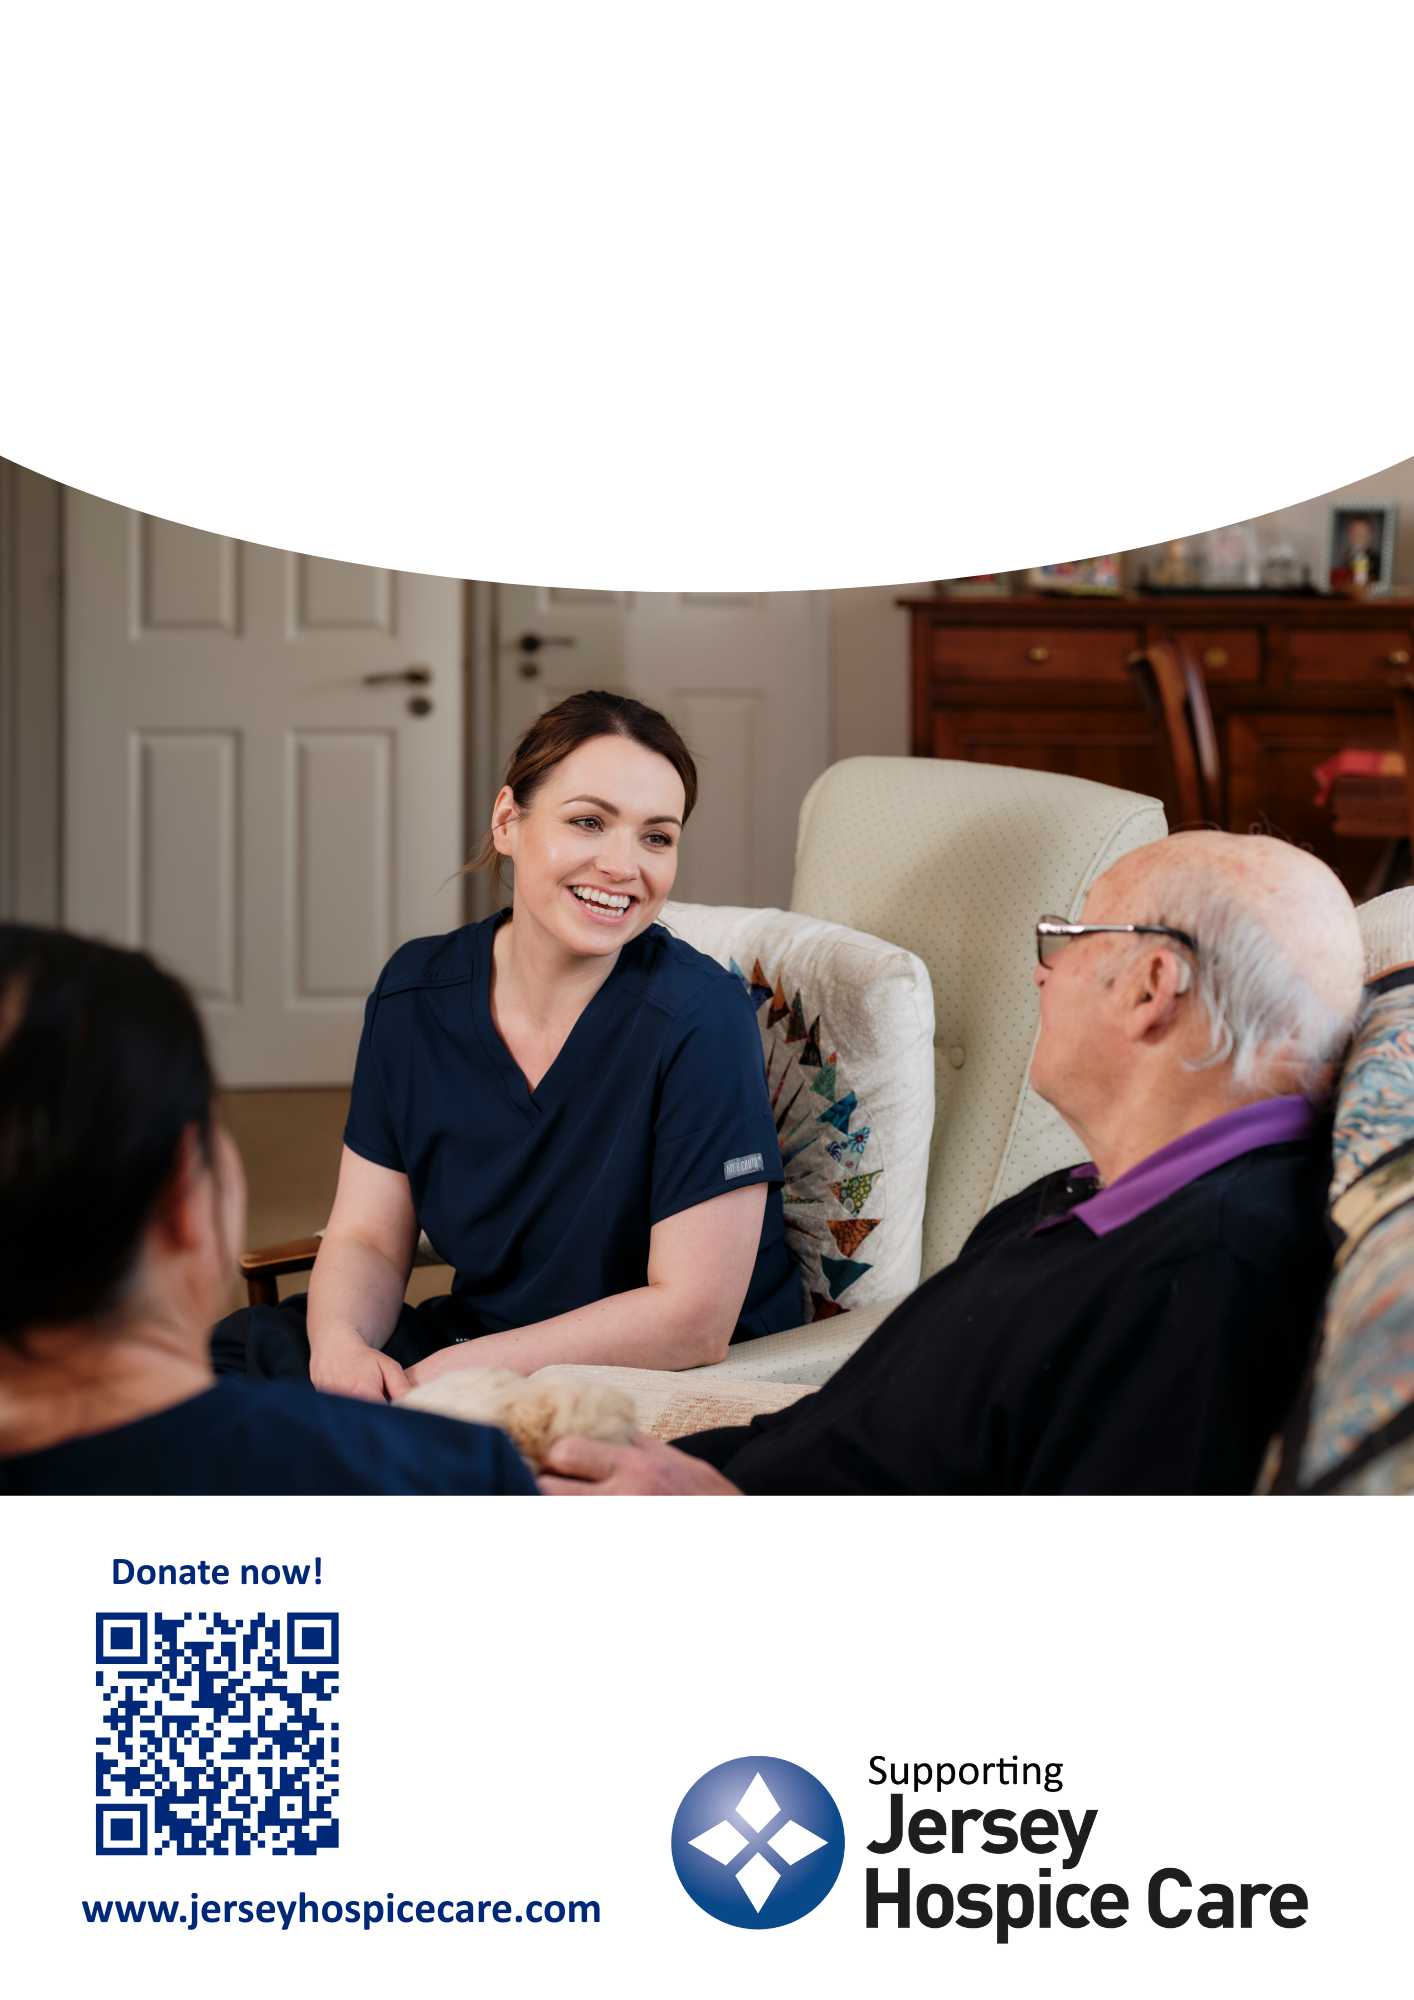 Donate now!
www.jerseyhospicecare.com
Supporting
Jersey
Hospice Care